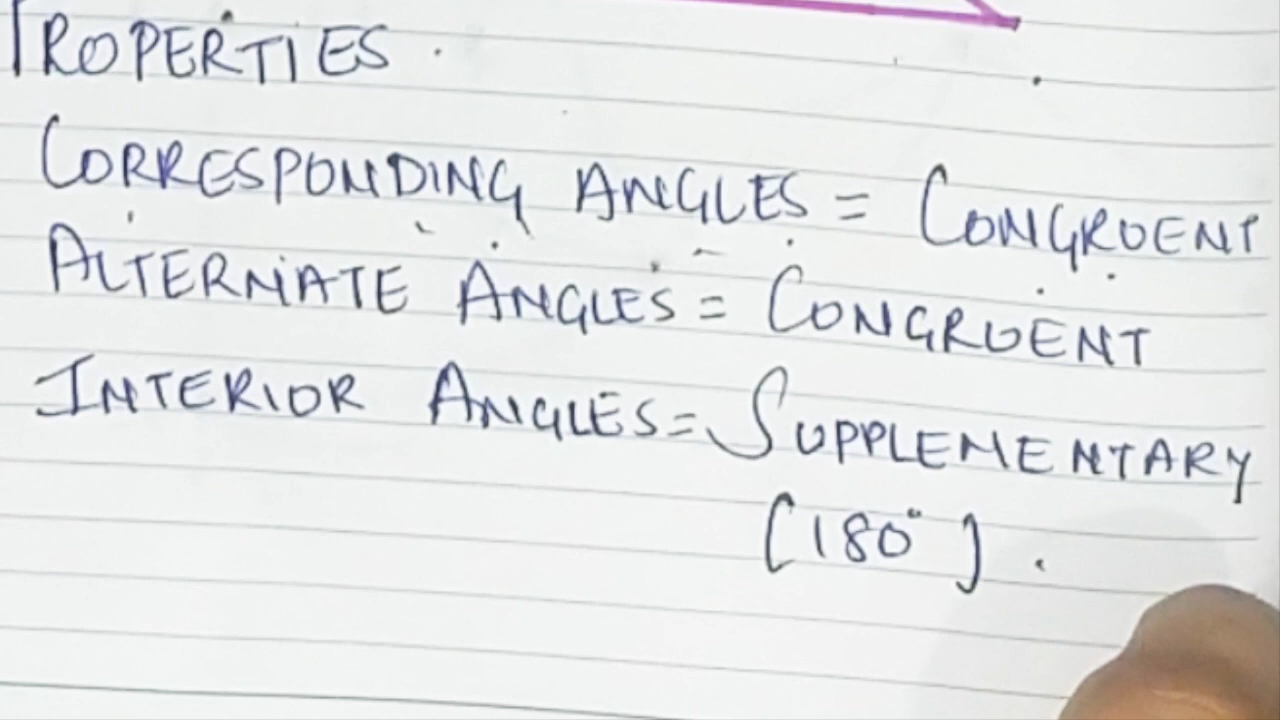 PROPERTIES.
CORRESPONDING ANGLES = CONGRUENT
ALTERNATE ANGLES = CONGRUENT
INTERIOR ANGLES = SUPPLEMENTARY
[180°].